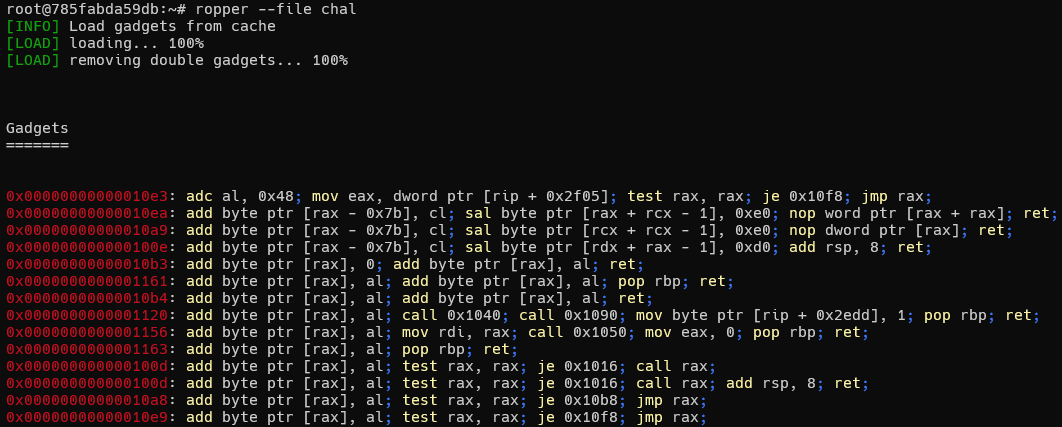 root@785fabda59db:~# ropper --file chal
[INFO] Load gadgets from cache
[LOAD] loading... 100%
[LOAD] removing double gadgets... 100%
Gadgets
=======
0x00000000000010e3: adc al, 0x48; mov eax, dword ptr [rip + 0x2f05]; test rax, rax; je 0x10f8; jmp rax;
0x00000000000010ea: add byte ptr [rax - 0x7b], cl; sal byte ptr [rax + rcx - 1], 0xe0; nop word ptr [rax + rax]; ret;
0x00000000000010a9: add byte ptr [rax - 0x7b], cl; sal byte ptr [rcx + rcx - 1], 0xe0; nop dword ptr [rax]; ret;
0x000000000000100e: add byte ptr [rax - 0x7b], cl; sal byte ptr [rdx + rax - 1], 0xd0; add rsp, 8; ret;
0x00000000000010b3: add byte ptr [rax], 0; add byte ptr [rax], al; ret;
0x0000000000001161: add byte ptr [rax], al; add byte ptr [rax], al; pop rbp; ret;
0x00000000000010b4: add byte ptr [rax], al; add byte ptr [rax], al; ret;
0x0000000000001120: add byte ptr [rax], al; call 0x1040; call 0x1090; mov byte ptr [rip + 0x2edd], 1; pop rbp; ret;
0x0000000000001156: add byte ptr [rax], al; mov rdi, rax; call 0x1050; mov eax, 0; pop rbp; ret;
0x0000000000001163: add byte ptr [rax], al; pop rbp; ret;
0x000000000000100d: add byte ptr [rax], al; test rax, rax; je 0x1016; call rax;
0x000000000000100d: add byte ptr [rax], al; test rax, rax; je 0x1016; call rax; add rsp, 8; ret;
0x00000000000010a8: add byte ptr [rax], al; test rax, rax; je 0x10b8; jmp rax;
0x00000000000010e9: add byte ptr [rax], al; test rax, rax; je 0x10f8; jmp rax;